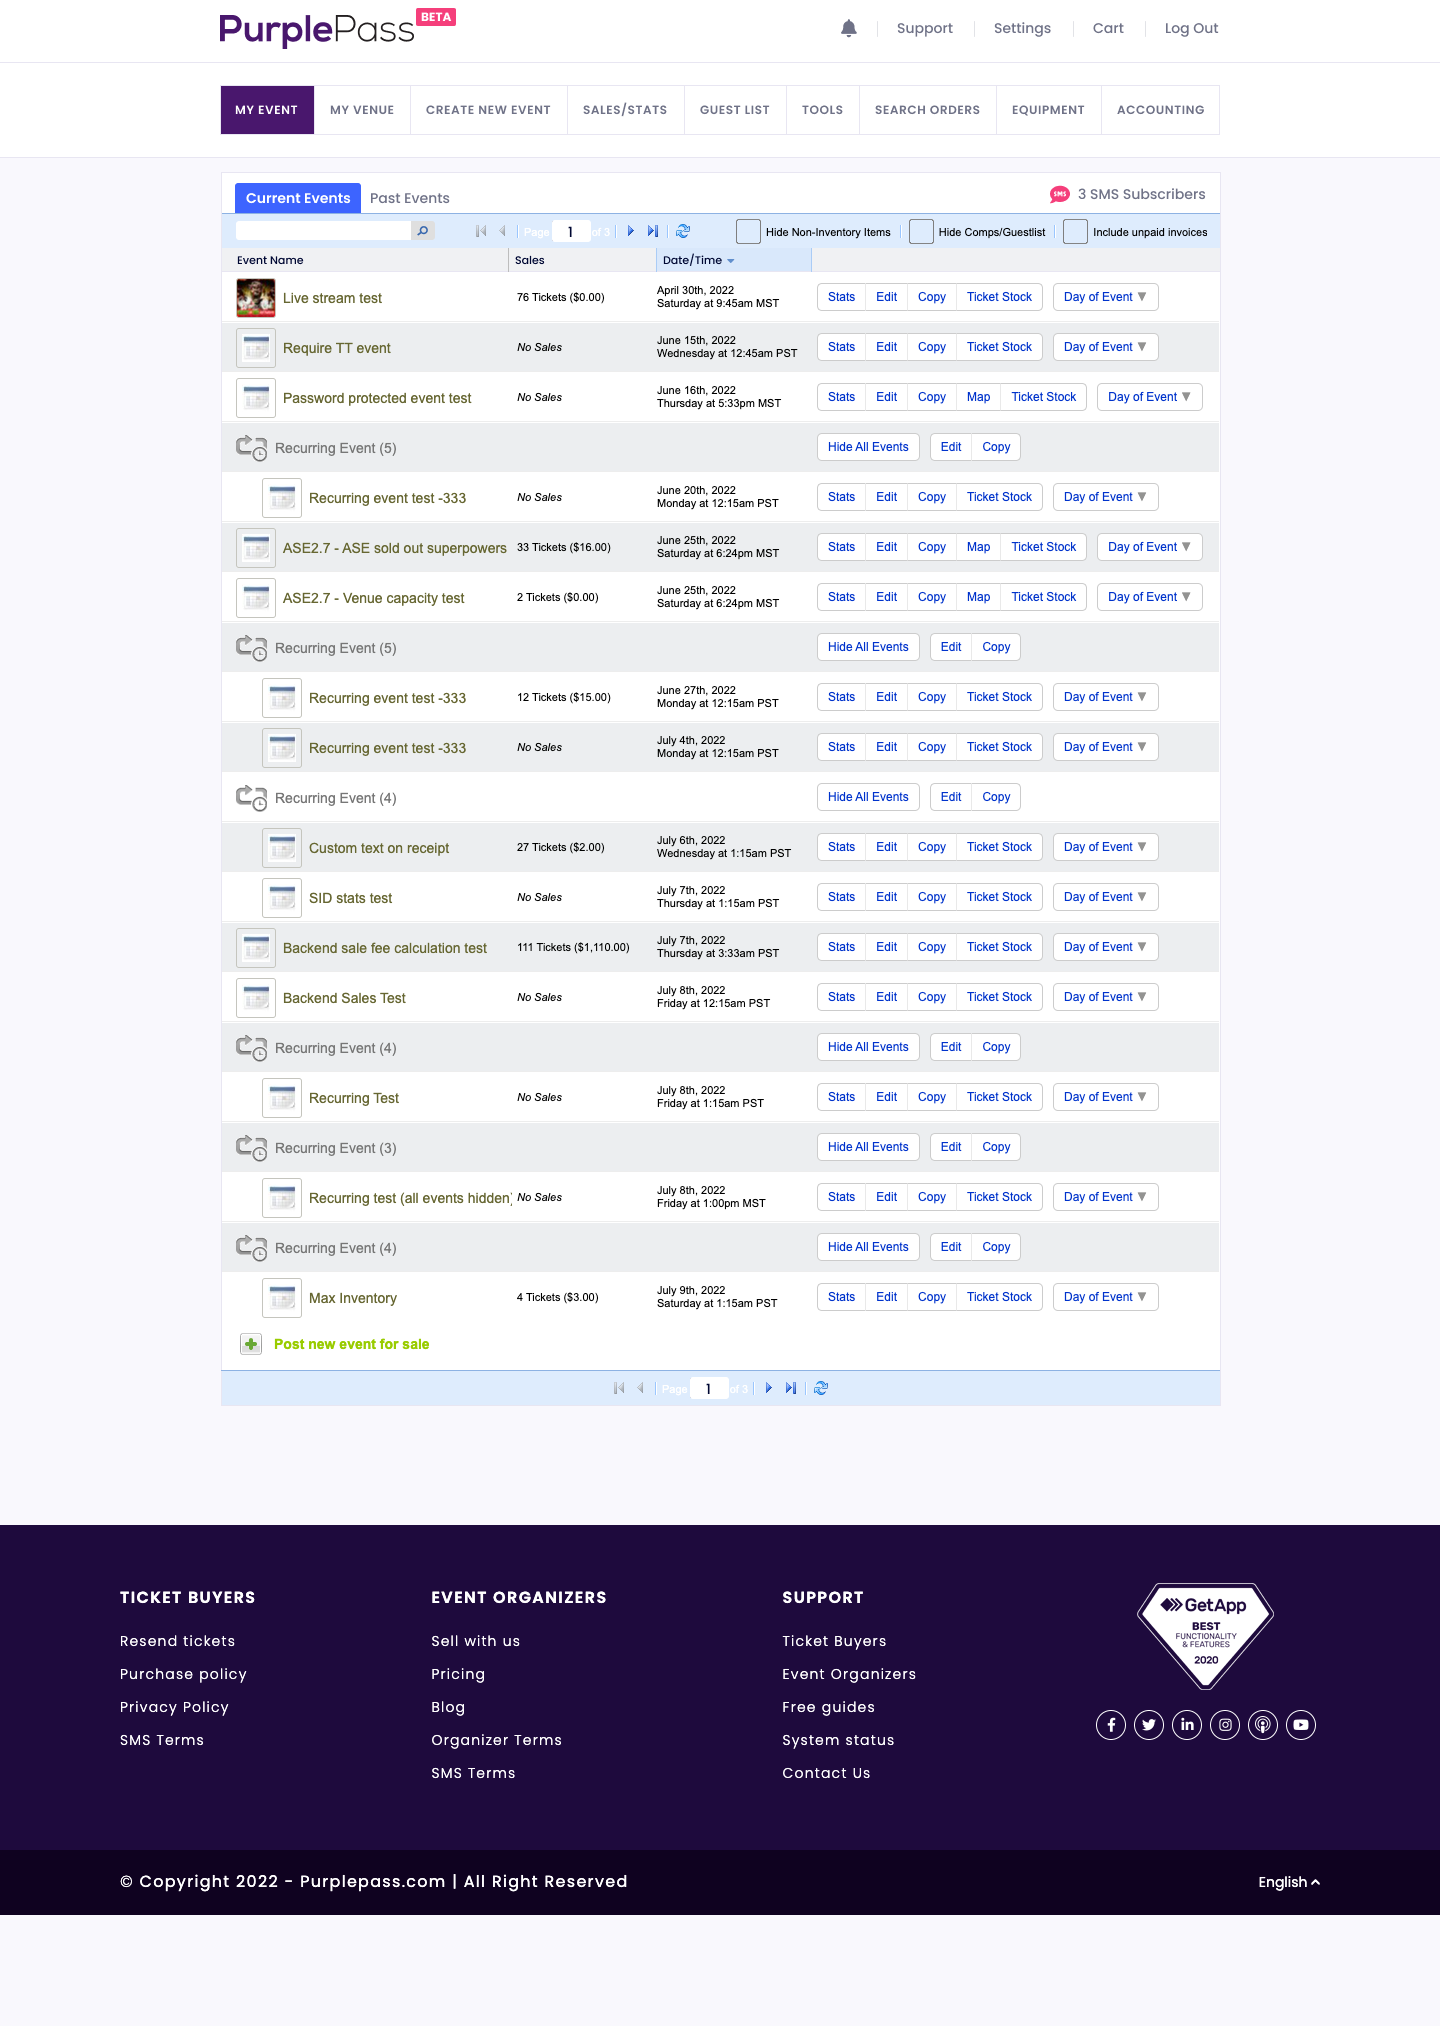 PurplePass BETA
Support Settings Cart Log Out
MY EVENT MY VENUE CREATE NEW EVENT SALES/STATS GUEST LIST TOOLS SEARCH ORDERS EQUIPMENT ACCOUNTING
Current Events Past Events SMS 3 SMS Subscribers
Page 1 of 3 Hide Non-Inventory Items Hide Comps/Guestlist Include unpaid invoices
Event Name Sales Date/Time
Live stream test 76 Tickets ($0.00) April 30th, 2022
Saturday at 9:45am MST Stats Edit Copy Ticket Stock Day of Event ▼
Require TT event No Sales June 15th, 2022
Wednesday at 12:45am PST Stats Edit Copy Ticket Stock Day of Event ▼
Password protected event test No Sales June 16th, 2022
Thursday at 5:33pm MST Stats Edit Copy Map Ticket Stock Day of Event ▼
Recurring Event (5) Hide All Events Edit Copy
Recurring event test -333 No Sales June 20th, 2022
Monday at 12:15am PST Stats Edit Copy Ticket Stock Day of Event ▼
ASE2.7 - ASE sold out superpowers 33 Tickets ($16.00) June 25th, 2022
Saturday at 6:24pm MST Stats Edit Copy Map Ticket Stock Day of Event ▼
ASE2.7 - Venue capacity test 2 Tickets ($0.00) June 25th, 2022
Saturday at 6:24pm MST Stats Edit Copy Map Ticket Stock Day of Event ▼
Recurring Event (5) Hide All Events Edit Copy
Recurring event test -333 12 Tickets ($15.00) June 27th, 2022
Monday at 12:15am PST Stats Edit Copy Ticket Stock Day of Event ▼
Recurring event test -333 No Sales July 4th, 2022
Monday at 12:15am PST Stats Edit Copy Ticket Stock Day of Event ▼
Recurring Event (4) Hide All Events Edit Copy
Custom text on receipt 27 Tickets ($2.00) July 6th, 2022
Wednesday at 1:15am PST Stats Edit Copy Ticket Stock Day of Event ▼
SID stats test No Sales July 7th, 2022
Thursday at 1:15am PST Stats Edit Copy Ticket Stock Day of Event ▼
Backend sale fee calculation test 111 Tickets ($1,110.00) July 7th, 2022
Thursday at 3:33am PST Stats Edit Copy Ticket Stock Day of Event ▼
Backend Sales Test No Sales July 8th, 2022
Friday at 12:15am PST Stats Edit Copy Ticket Stock Day of Event ▼
Recurring Event (4) Hide All Events Edit Copy
Recurring Test No Sales July 8th, 2022
Friday at 1:15am PST Stats Edit Copy Ticket Stock Day of Event ▼
Recurring Event (3) Hide All Events Edit Copy
Recurring test (all events hidden) No Sales July 8th, 2022
Friday at 1:00pm MST Stats Edit Copy Ticket Stock Day of Event ▼
Recurring Event (4) Hide All Events Edit Copy
Max Inventory 4 Tickets ($3.00) July 9th, 2022
Saturday at 1:15am PST Stats Edit Copy Ticket Stock Day of Event ▼
Post new event for sale
Page 1 of 3
TICKET BUYERS
Resend tickets
Purchase policy
Privacy Policy
SMS Terms
EVENT ORGANIZERS
Sell with us
Pricing
Blog
Organizer Terms
SMS Terms
SUPPORT
Ticket Buyers
Event Organizers
Free guides
System status
Contact Us
GetApp
BEST
FUNCTIONALITY
& FEATURES
2020
© Copyright 2022 - Purplepass.com | All Right Reserved
English